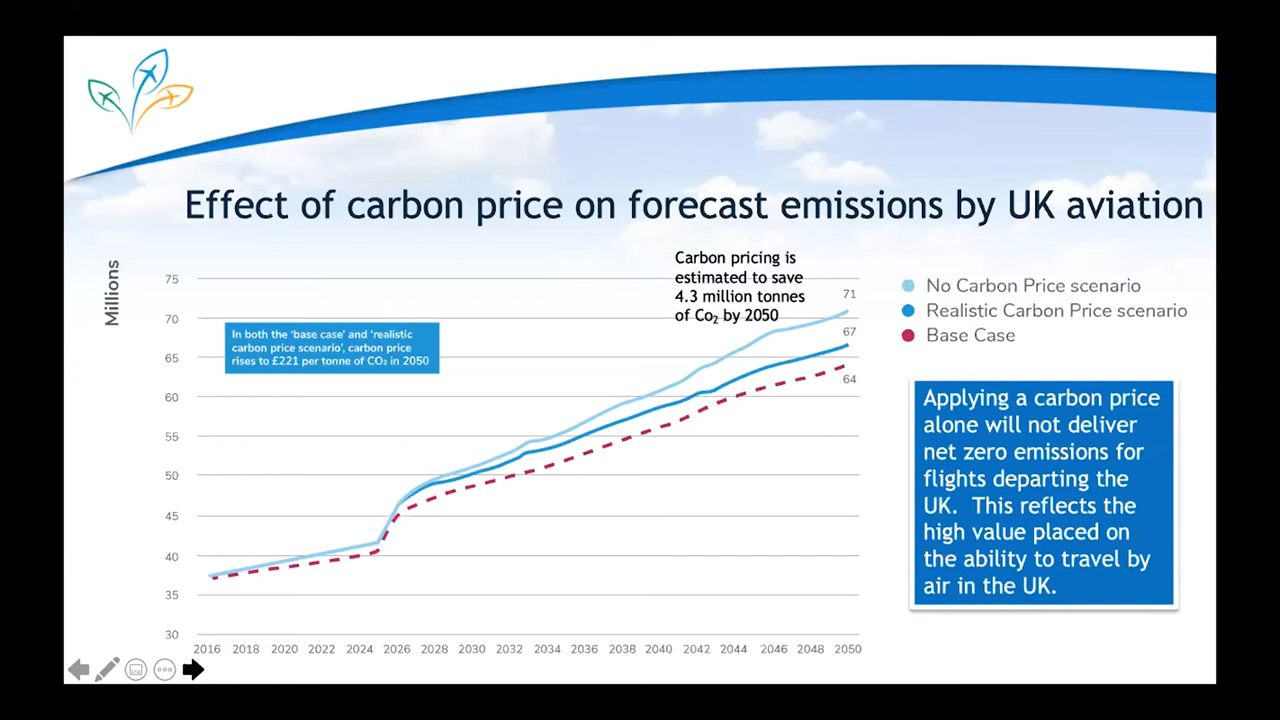 Effect of carbon price on forecast emissions by UK aviation
Millions
Carbon pricing is
estimated to save
4.3 million tonnes
of Co₂ by 2050
In both the ‘base case’ and ‘realistic
carbon price scenario’, carbon price
rises to £221 per tonne of CO₂ in 2050
75
70
65
60
55
50
45
40
35
30
71
67
64
2016 2018 2020 2022 2024 2026 2028 2030 2032 2034 2036 2038 2040 2042 2044 2046 2048 2050
No Carbon Price scenario
Realistic Carbon Price scenario
Base Case
Applying a carbon price
alone will not deliver
net zero emissions for
flights departing the
UK. This reflects the
high value placed on
the ability to travel by
air in the UK.